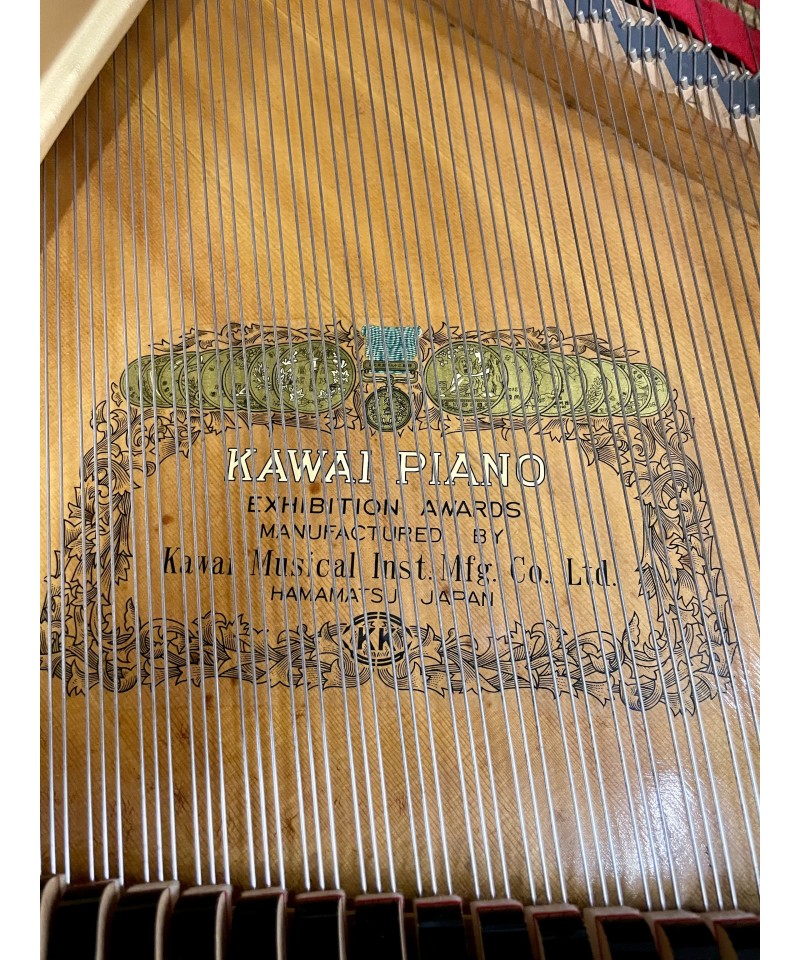 KAWAI PIANO
EXHIBITION AWARDS
MANUFACTURED BY
Kawai Musical Inst. Mfg. Co. Ltd.
HAMAMATSU JAPAN
KK